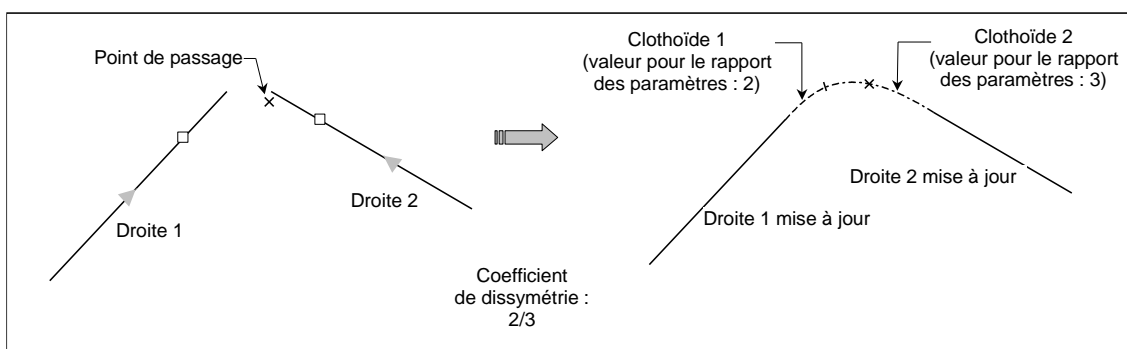 Point de passage
Droite 1
Droite 2
Coefficient
de dissymétrie :
2/3
Clothoïde 1
(valeur pour le rapport
des paramètres : 2)
Clothoïde 2
(valeur pour le rapport
des paramètres : 3)
Droite 2 mise à jour
Droite 1 mise à jour